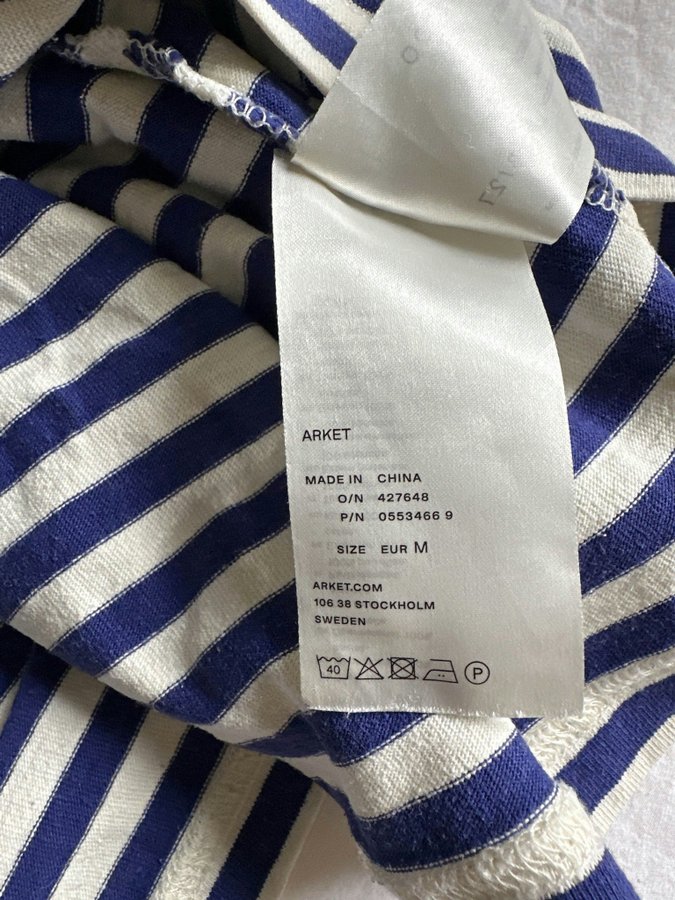 ARKET
MADE IN CHINA
O/N 427648
P/N 0553466 9
SIZE EUR M
ARKET.COM
106 38 STOCKHOLM
SWEDEN
40
P